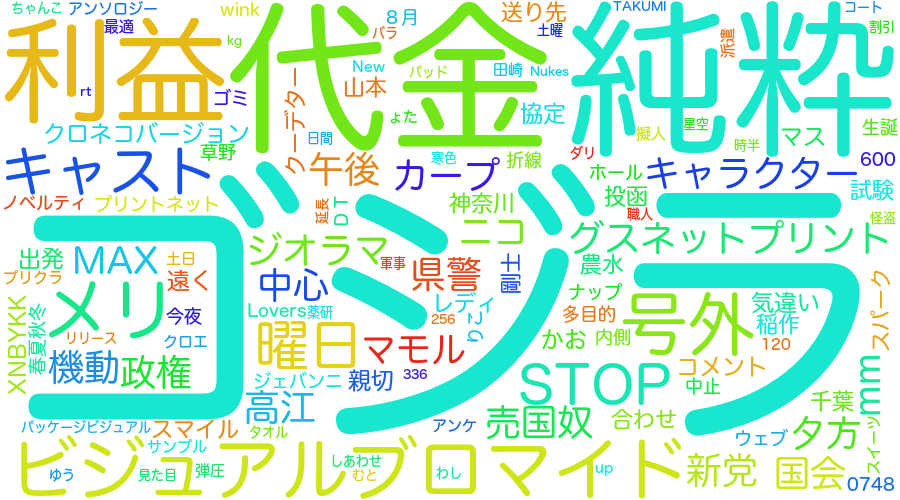 ちゃんこ アンソロジー
最適
wink
８月
送り先
土曜
TAKUMI
コート
割引
利益
代金
純粋
kg
バラ
派遣
rt
ゴミ
New
パッド
田崎 Nukes
クーデター
山本
ょた
協定
擬人
星空
マス
生誕
クロネコバージョン
草野
日間
午後
寒色
折線
ダリ
時半
キャスト
カープ
ホール
キャラクター
600
ノベルティ
プリントネット
延長
ＤＴ
神奈川
投函
職人
試験
怪盗
ゴジラ
出発
MAX
土日
ジオラマ
ニコ
グスネットプリント
プリクラ
遠く
中心
軍事
県警
剛士
農水
メリ
今夜
Lovers
薬研
レディ
りこ
ナップ
号外
気違い
XNBYKH
春夏秋冬
リリース
クロエ
曜日
256
多目的
稲作
スパーク
かお
内側
120
機動
政権
マモル
コメント
ジェバンニ
親切
336
STOP
中止
mm
高江
千葉
パッケージビジュアル
スマイル
タオル
アンケ
売国奴
合わせ
ウェブ
夕方
スイーツ
サンプル
ビジュアル
ブロマイド
しあわせ
新党
国会
ゆう
見た目
弾圧
むと
わし
up
0748